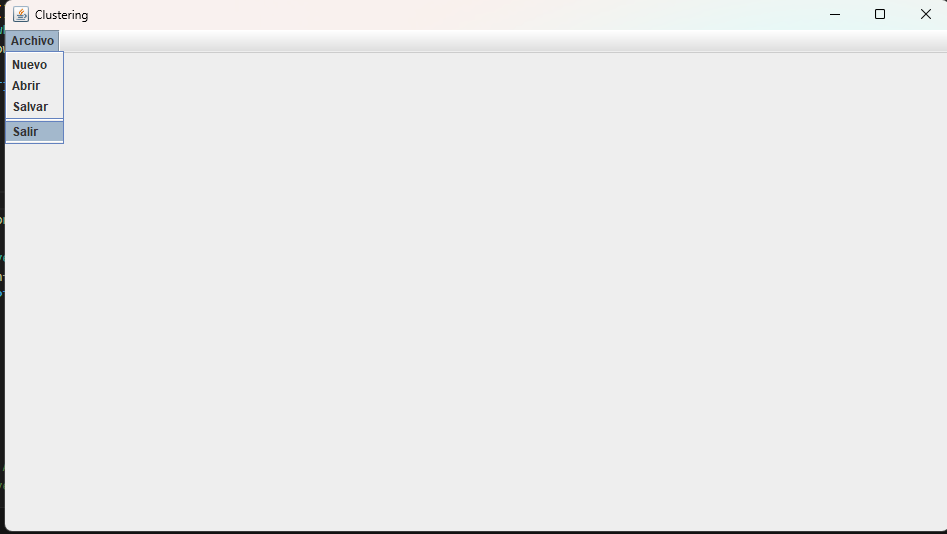 Clustering
Archivo
Nuevo
Abrir
Salvar
Salir